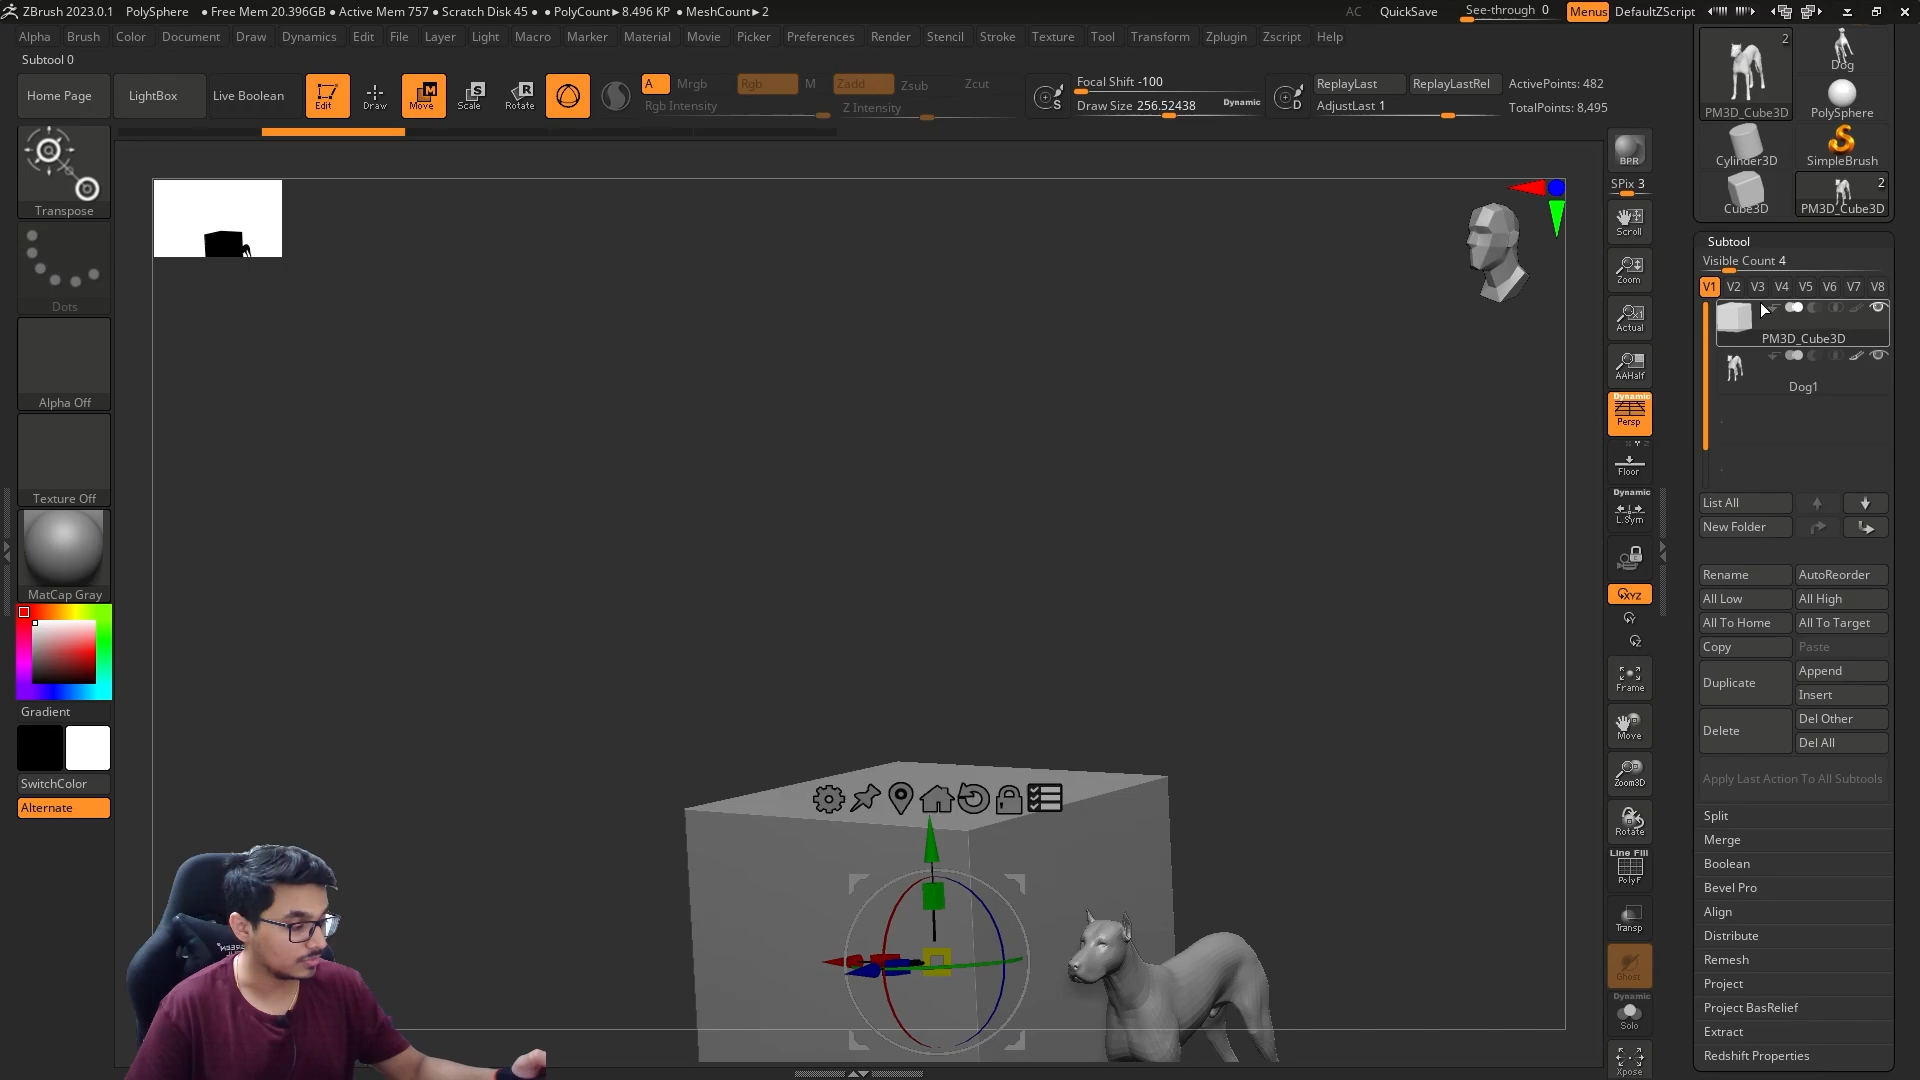 ZBrush 2023.0.1 PolySphere ● Free Mem 20.396GB ● Active Mem 757 ● Scratch Disk 45 ● ● PolyCount► 8.496 KP ● MeshCount► 2 AC QuickSave See-through 0 Menus DefaultZScript
Alpha Brush Color Document Draw Dynamics Edit File Layer Light Macro Marker Material Movie Picker Preferences Render Stencil Stroke Texture Tool Transform Zplugin Zscript Help
Subtool 0
Home Page LightBox Live Boolean Edit Draw Move Scale Rotate
A Mrgb Rgb M Zadd Zsub Zcut
Rgb Intensity Z Intensity
Focal Shift -100
Draw Size 256.52438 Dynamic
S D
ReplayLast ReplayLastRel ActivePoints: 482
AdjustLast 1 TotalPoints: 8,495
Transpose
Dots
Alpha Off
Texture Off
MatCap Gray
Gradient
SwitchColor
Alternate
BPR
SPix 3
Scroll
Zoom
Actual
AAHalf
Dynamic
Persp
Floor
Dynamic
L.Sym
XYZ
Y
Z
Frame
Move
Zoom3D
Rotate
Line Fill
PolyF
Transp
Ghost
Dynamic
Solo
Xpose
2
Dog
PM3D_Cube3D PolySphere
Cylinder3D SimpleBrush
2
Cube3D PM3D_Cube3D
Subtool
Visible Count 4
V1 V2 V3 V4 V5 V6 V7 V8
PM3D_Cube3D
Dog1
List All
New Folder
Rename AutoReorder
All Low All High
All To Home All To Target
Copy Paste
Duplicate Append
Insert
Delete Del Other
Del All
Apply Last Action To All Subtools
Split
Merge
Boolean
Bevel Pro
Align
Distribute
Remesh
Project
Project BasRelief
Extract
Redshift Properties